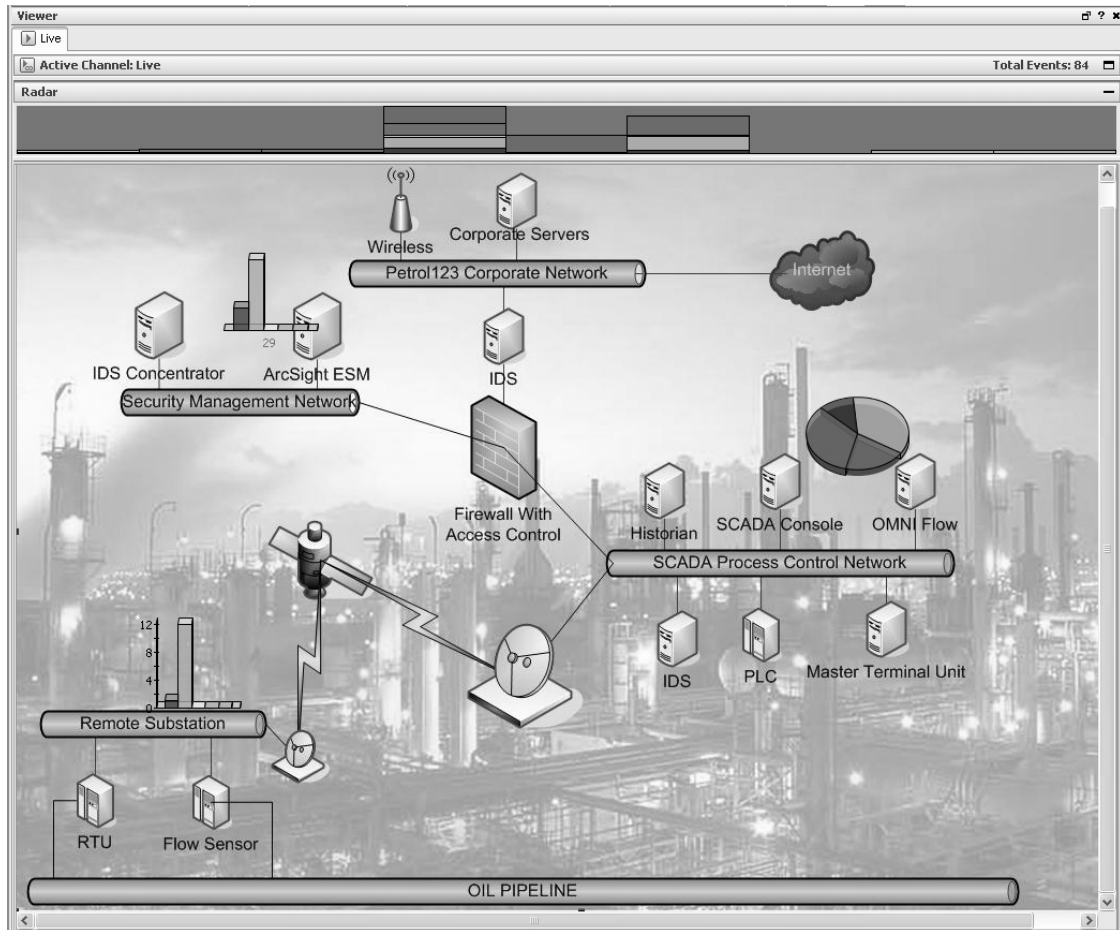 Viewer
Live
Active Channel: Live
Total Events: 84
Radar
Wireless
Corporate Servers
Petrol123 Corporate Network
Internet
29
IDS Concentrator
ArcSight ESM
IDS
Security Management Network
Firewall With
Access Control
Historian
SCADA Console
OMNI Flow
SCADA Process Control Network
12
8
4
0
IDS
PLC
Master Terminal Unit
Remote Substation
RTU
Flow Sensor
OIL PIPELINE